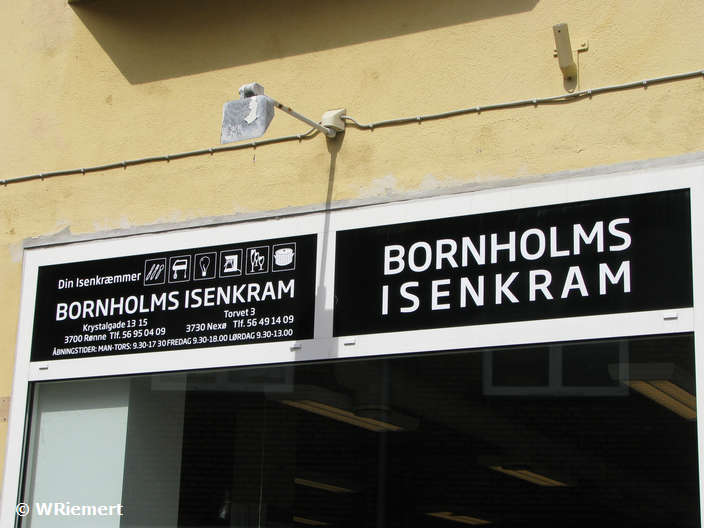 Din Isenkræmmer
BORNHOLMS ISENKRAM
Krystalgade 13 15
3700 Rønne Tlf. 56 95 04 09
Torvet 3
3730 Nexø Tlf. 56 49 14 09
ÅBNINGSTIDER: MAN-TORS: 9.30-17 30 FREDAG 9.30-18.00 LØRDAG 9.30-13.00
BORNHOLMS
ISENKRAM
© WRiemert